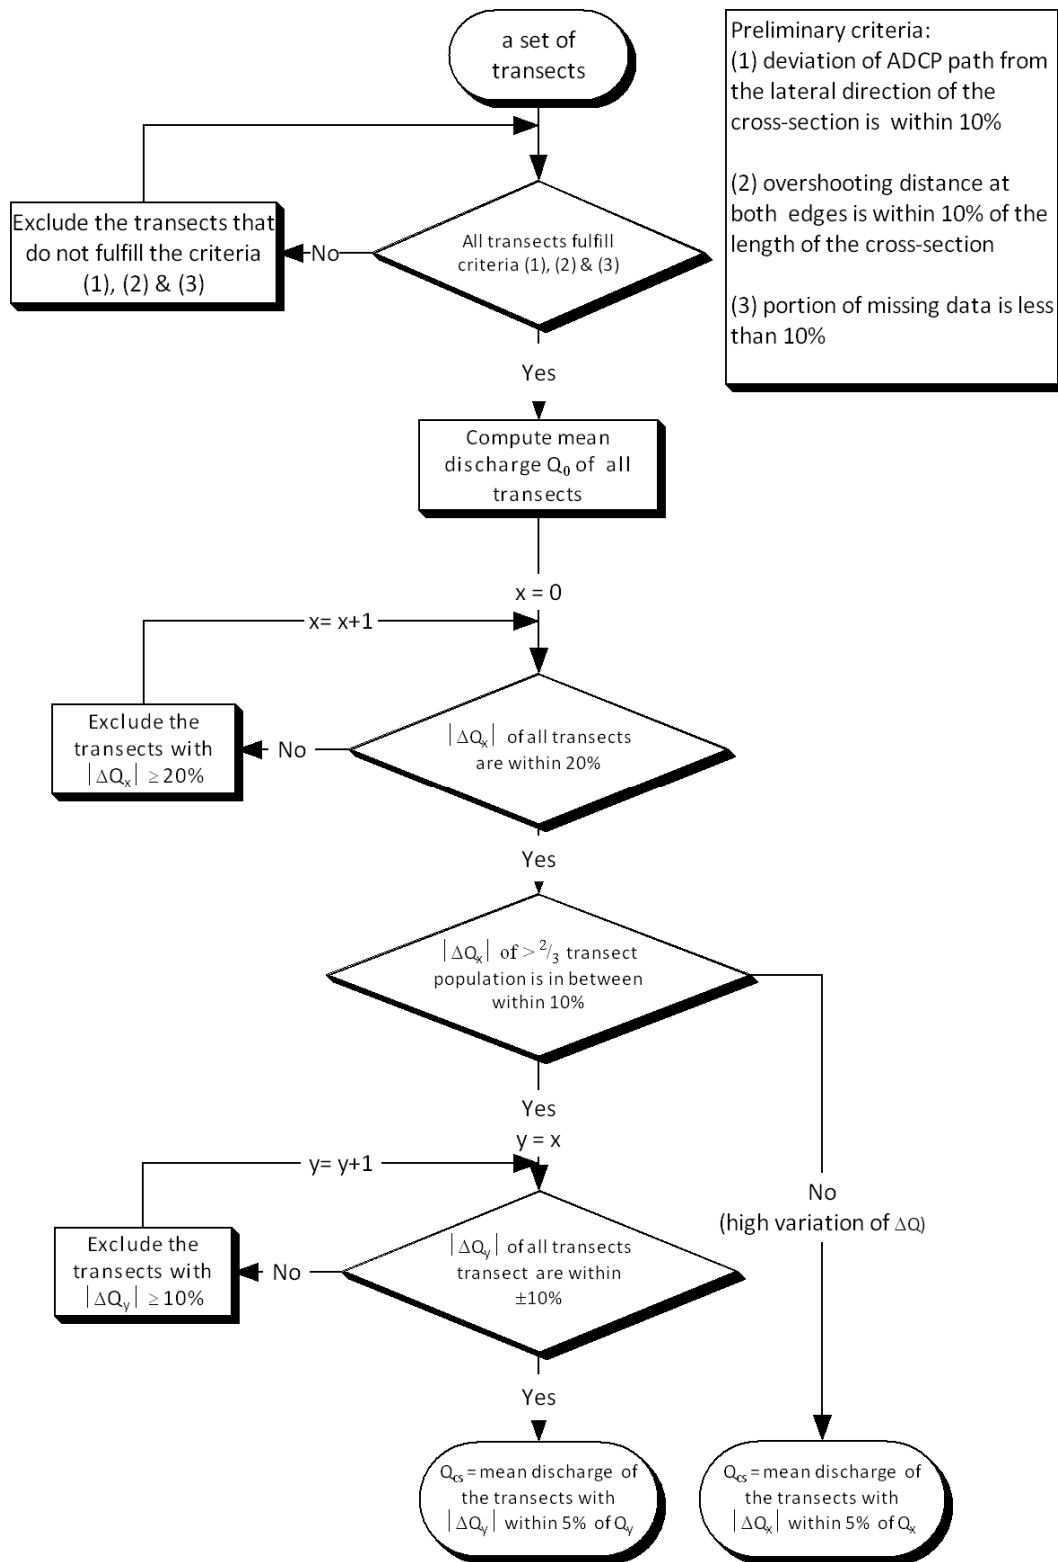 a set of
transects
Preliminary criteria:
(1) deviation of ADCP path from
the lateral direction of the
cross-section is within 10%
(2) overshooting distance at
both edges is within 10% of the
length of the cross-section
(3) portion of missing data is less
than 10%
Exclude the transects that
do not fulfill the criteria
(1), (2) & (3)
No
All transects fulfill
criteria (1), (2) & (3)
Yes
Compute mean
discharge Q₀ of all
transects
x = 0
x= x+1
Exclude the
transects with
|ΔQₓ| ≥ 20%
No
|ΔQₓ| of all transects
are within 20%
Yes
|ΔQₓ| of > 2/3 transect
population is in between
within 10%
Yes
y = x
y= y+1
No
(high variation of ΔQ)
Exclude the
transects with
|ΔQy| ≥ 10%
No
|ΔQy| of all transects
transect are within
±10%
Yes
Qcs = mean discharge of
the transects with
|ΔQy| within 5% of Qy
Qcs = mean discharge of
the transects with
|ΔQₓ| within 5% of Qₓ